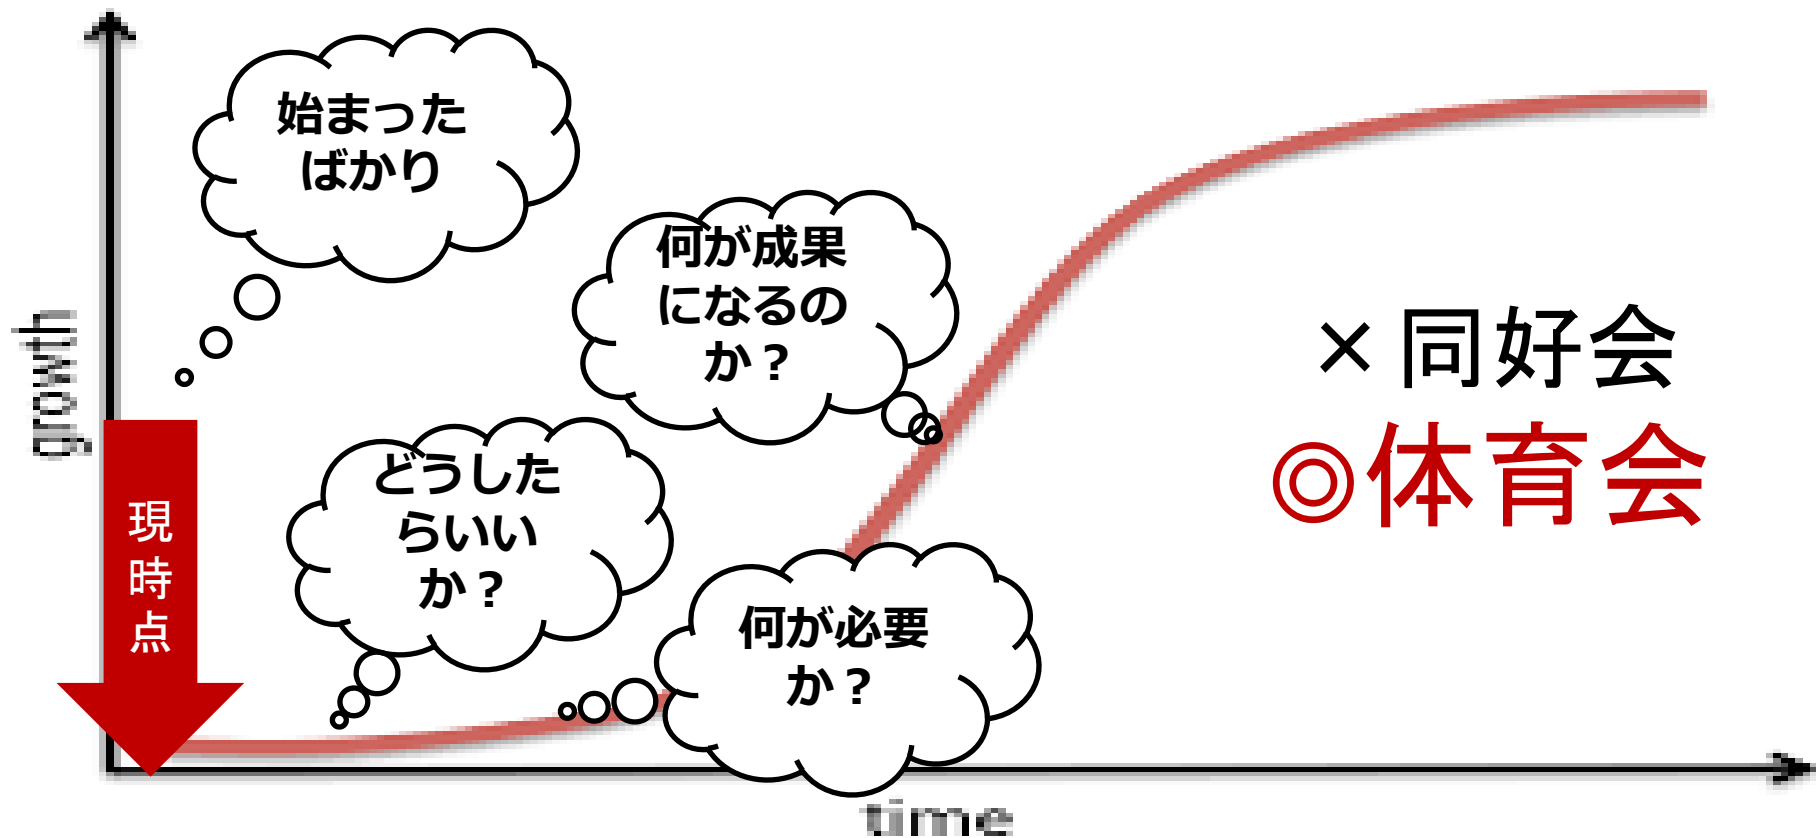 始まった
ばかり
何が成果
になるの
か？
growth
×同好会
◎体育会
どうした
らいい
か？
現時点
何が必要
か？
time